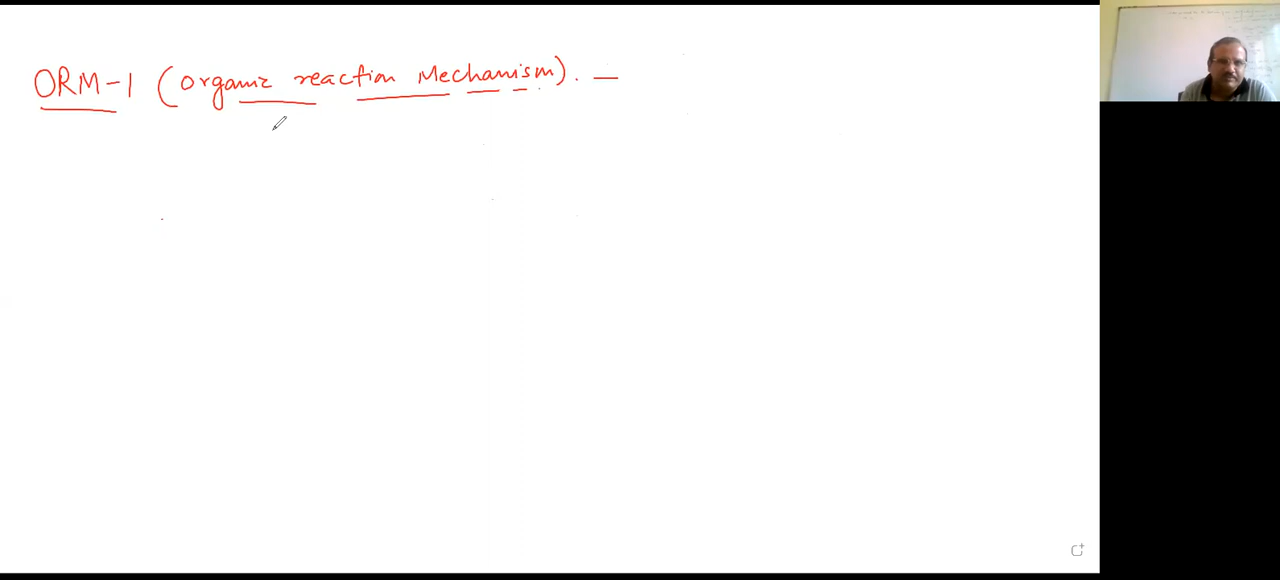 ORM-1 (Organic reaction Mechanism). —